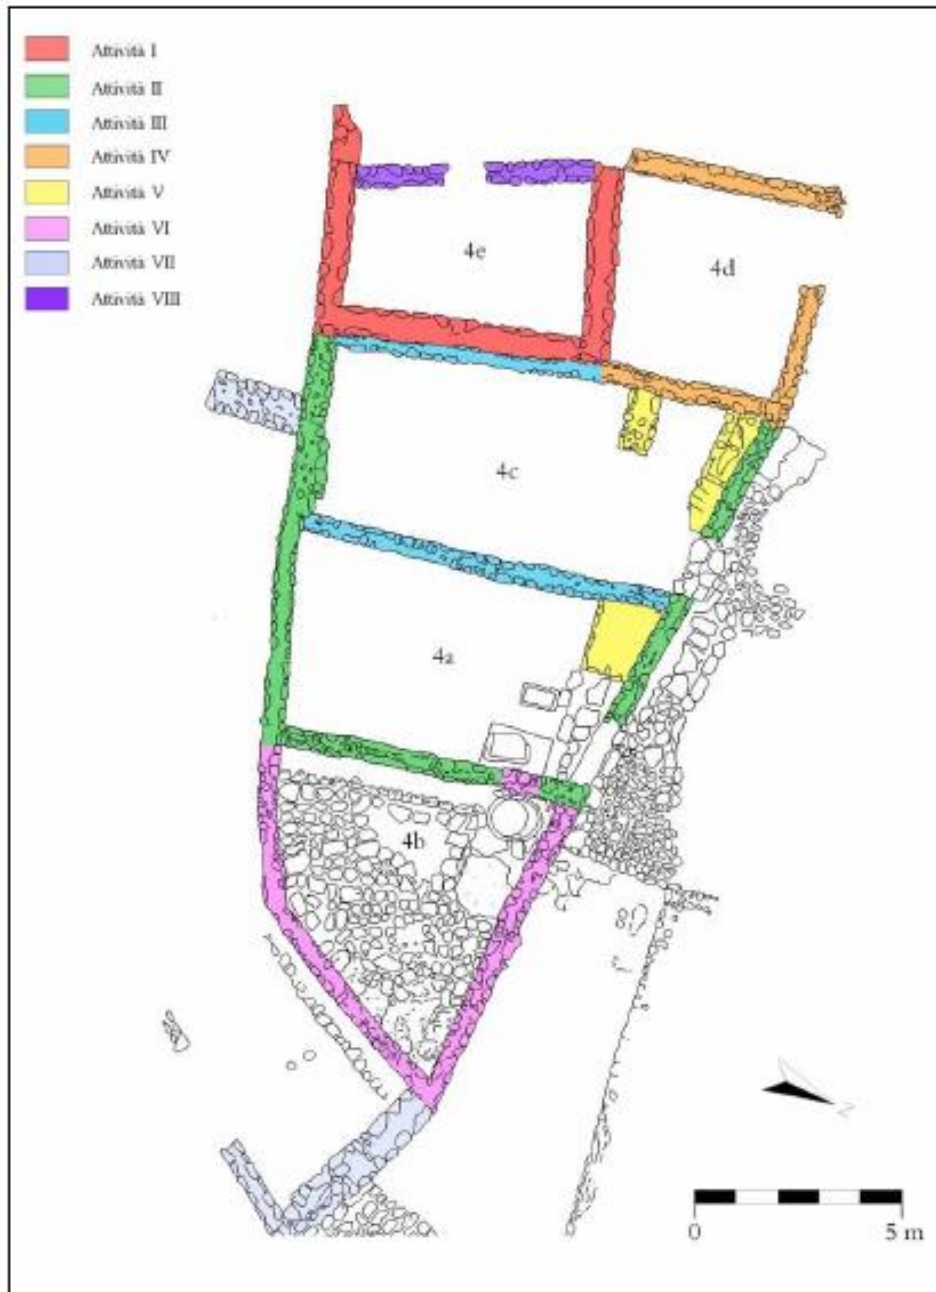 Attività I
Attività II
Attività III
Attività IV
Attività V
Attività VI
Attività VII
Attività VIII
4e
4d
4c
4a
4b
N
0 5 m